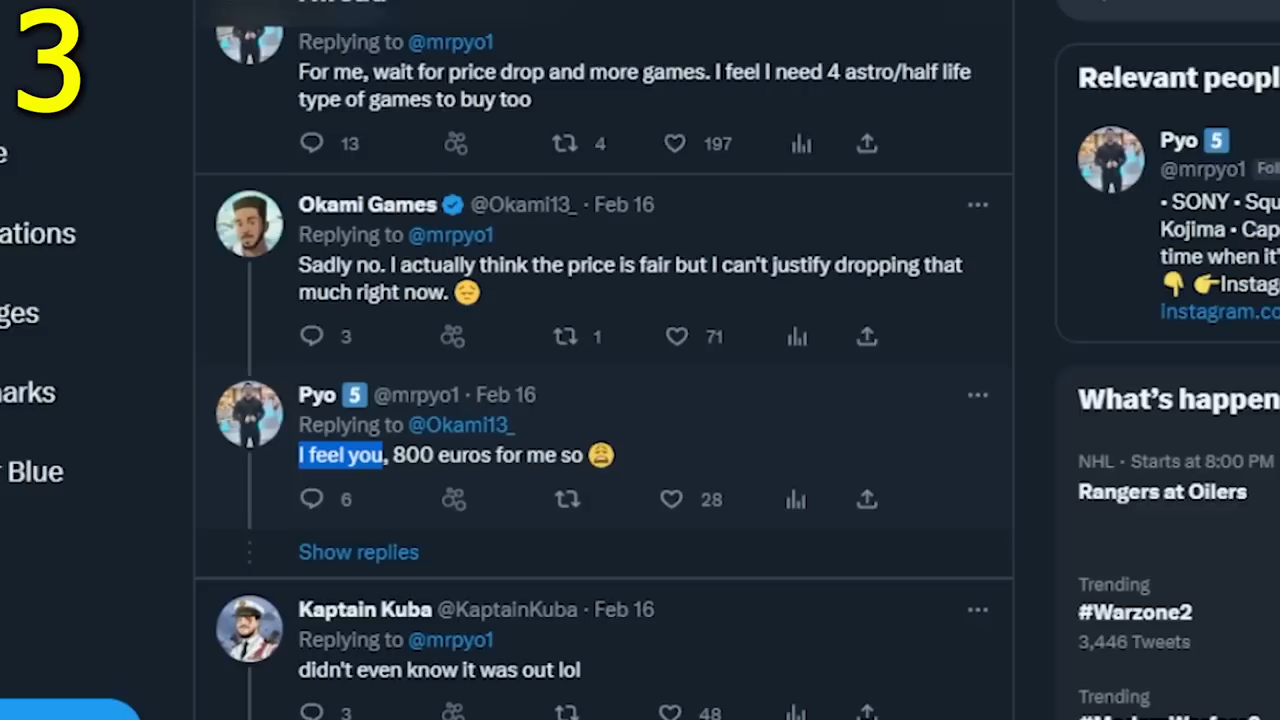 3
Replying to @mrpyo1
For me, wait for price drop and more games. I feel I need 4 astro/half life
type of games to buy too
13 4 197
Okami Games @Okami13_ · Feb 16
Replying to @mrpyo1
Sadly no. I actually think the price is fair but I can't justify dropping that
much right now. 😔
3 1 71
Pyo 5 @mrpyo1 · Feb 16
Replying to @Okami13_
I feel you, 800 euros for me so 😩
6 28
Show replies
Kaptain Kuba @KaptainKuba · Feb 16
Replying to @mrpyo1
didn't even know it was out lol
3 48
e
ations
ges
arks
Blue
Relevant peopl
Pyo 5
@mrpyo1 Foll
• SONY • Squ
Kojima • Cap
time when it'
👇 👉Instag
instagram.co
What's happen
NHL · Starts at 8:00 PM
Rangers at Oilers
Trending
#Warzone2
3,446 Tweets
Trending